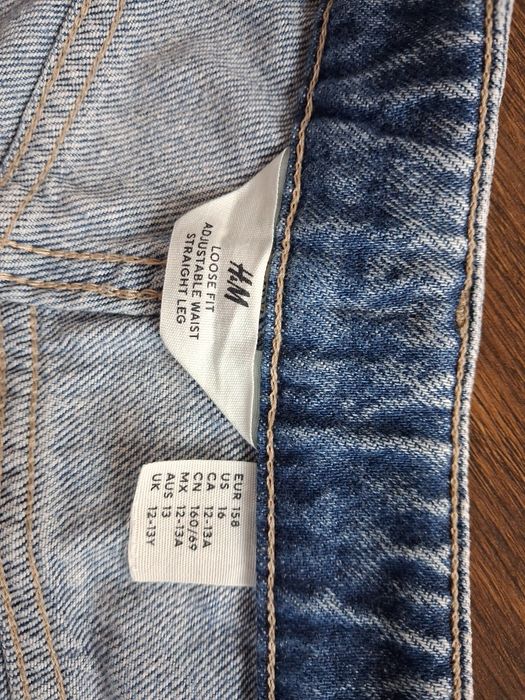 H&M
LOOSE FIT
ADJUSTABLE WAIST
STRAIGHT LEG
EUR 158
US 16
CA 12-13A
CN 160/69
MX 12-13A
AUS 13
UK 12-13Y